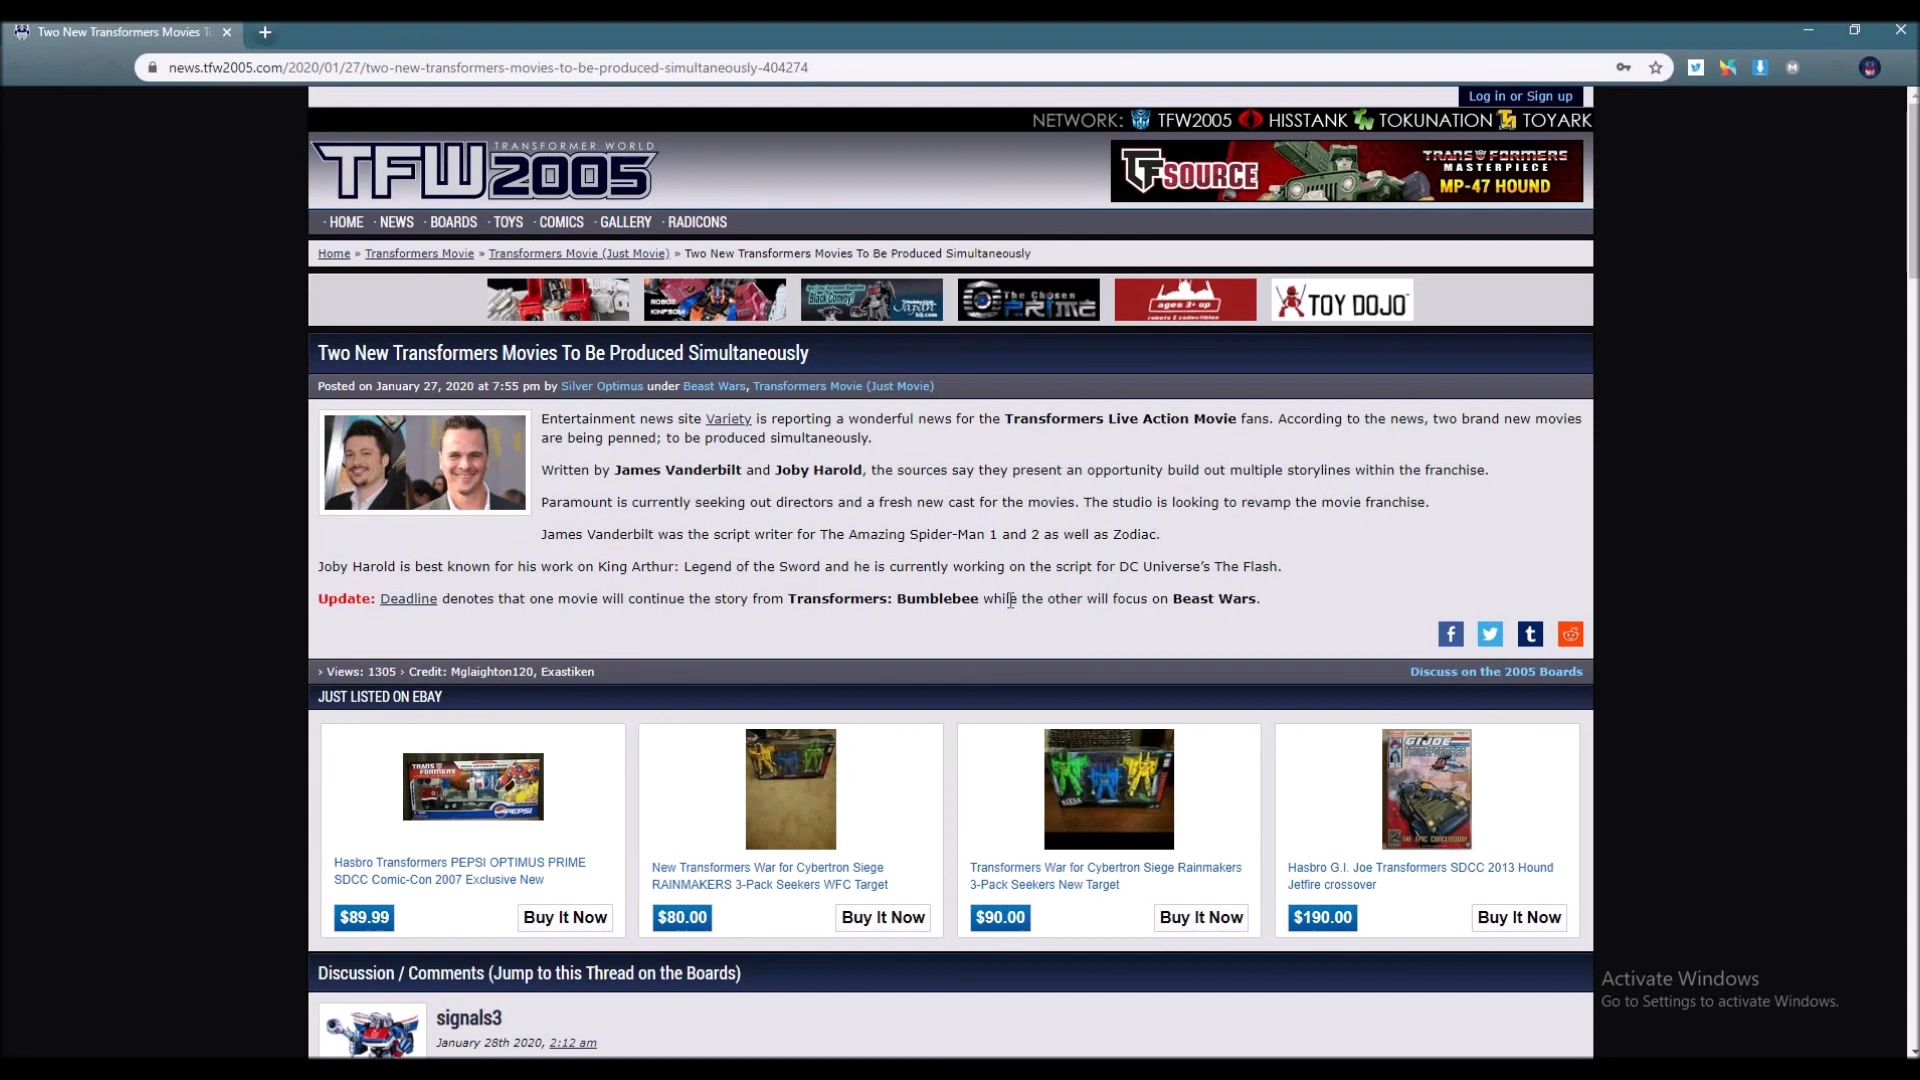 Two New Transformers Movies T
news.tfw2005.com/2020/01/27/two-new-transformers-movies-to-be-produced-simultaneously-404274
Log in or Sign up
NETWORK: TFW2005 HISSTANK TOKUNATION TOYARK
TRANSFORMER WORLD
TFW2005
TFSOURCE
TRANSFORMERS
MASTERPIECE
MP-47 HOUND
· HOME · NEWS · BOARDS · TOYS · COMICS · GALLERY · RADICONS
Home » Transformers Movie » Transformers Movie (Just Movie) » Two New Transformers Movies To Be Produced Simultaneously
ROBOT KINGDOM
The Chosen PRIME
ages 3+ up
robots & collectibles
TOY DOJO
Two New Transformers Movies To Be Produced Simultaneously
Posted on January 27, 2020 at 7:55 pm by Silver Optimus under Beast Wars, Transformers Movie (Just Movie)
Entertainment news site Variety is reporting a wonderful news for the Transformers Live Action Movie fans. According to the news, two brand new movies
are being penned; to be produced simultaneously.
Written by James Vanderbilt and Joby Harold, the sources say they present an opportunity build out multiple storylines within the franchise.
Paramount is currently seeking out directors and a fresh new cast for the movies. The studio is looking to revamp the movie franchise.
James Vanderbilt was the script writer for The Amazing Spider-Man 1 and 2 as well as Zodiac.
Joby Harold is best known for his work on King Arthur: Legend of the Sword and he is currently working on the script for DC Universe's The Flash.
Update: Deadline denotes that one movie will continue the story from Transformers: Bumblebee while the other will focus on Beast Wars.
› Views: 1305 › Credit: Mglaighton120, Exastiken
Discuss on the 2005 Boards
JUST LISTED ON EBAY
PEPSI
G.I. JOE
Hasbro Transformers PEPSI OPTIMUS PRIME
SDCC Comic-Con 2007 Exclusive New
$89.99 Buy It Now
New Transformers War for Cybertron Siege
RAINMAKERS 3-Pack Seekers WFC Target
$80.00 Buy It Now
Transformers War for Cybertron Siege Rainmakers
3-Pack Seekers New Target
$90.00 Buy It Now
Hasbro G.I. Joe Transformers SDCC 2013 Hound
Jetfire crossover
$190.00 Buy It Now
Discussion / Comments (Jump to this Thread on the Boards)
signals3
January 28th 2020, 2:12 am
Activate Windows
Go to Settings to activate Windows.